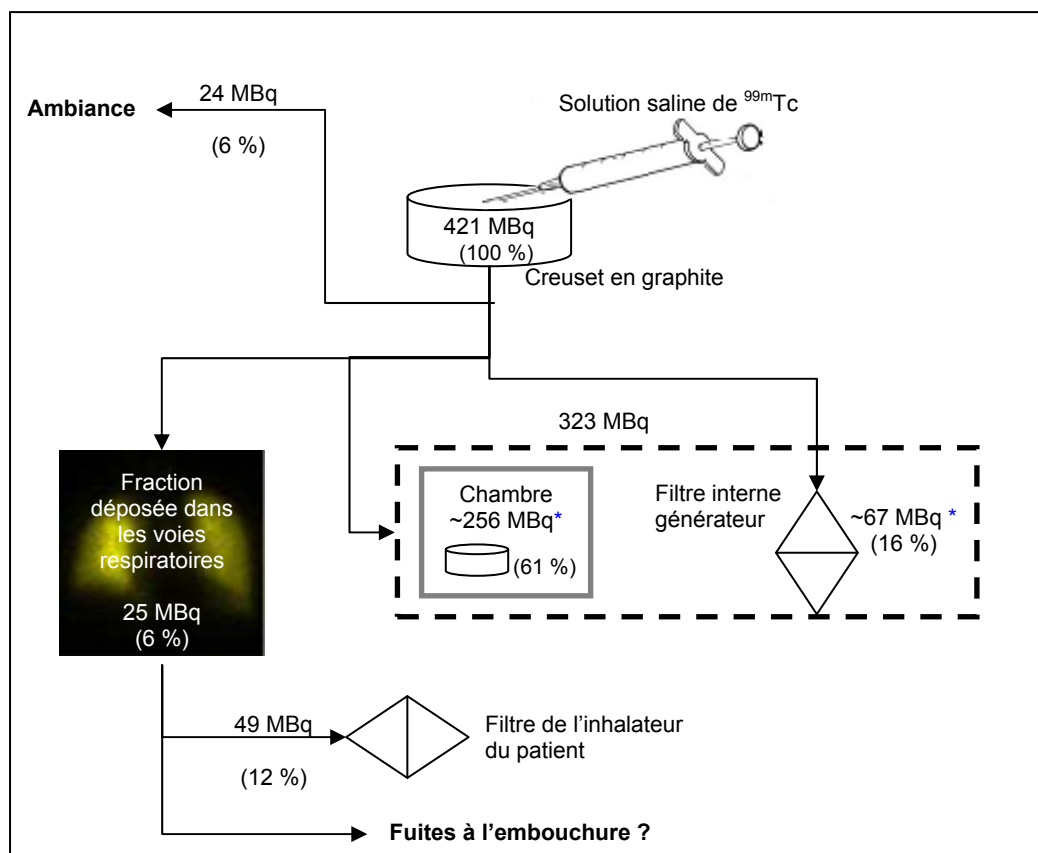 24 MBq
Ambiance
(6 %)
Solution saline de ⁹⁹ᵐTc
421 MBq
(100 %)
Creuset en graphite
323 MBq
Fraction
déposée dans
les voies
respiratoires
25 MBq
(6 %)
Chambre
~256 MBq*
(61 %)
Filtre interne
générateur
~67 MBq *
(16 %)
49 MBq
(12 %)
Filtre de l’inhalateur
du patient
Fuites à l’embouchure ?